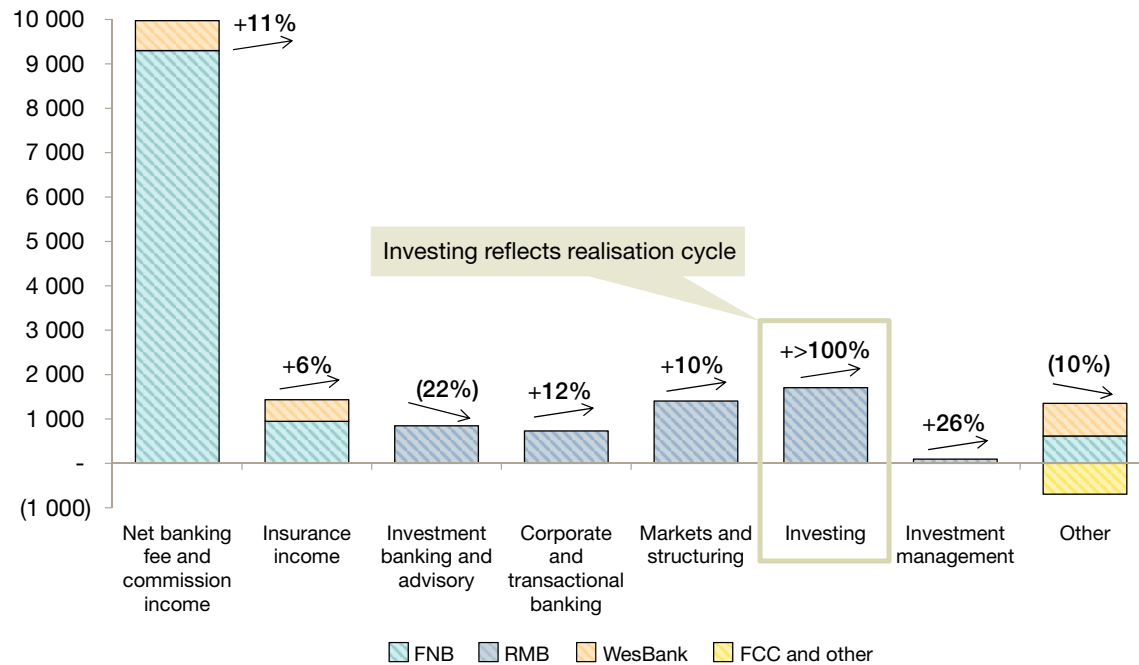 10 000
9 000
8 000
7 000
6 000
5 000
4 000
3 000
2 000
1 000
-
(1 000)
+11%
Investing reflects realisation cycle
+6%
(22%)
+12%
+10%
+>100%
+26%
(10%)
Net banking
fee and
commission
income
Insurance
income
Investment
banking and
advisory
Corporate
and
transactional
banking
Markets and
structuring
Investing
Investment
management
Other
FNB
RMB
WesBank
FCC and other